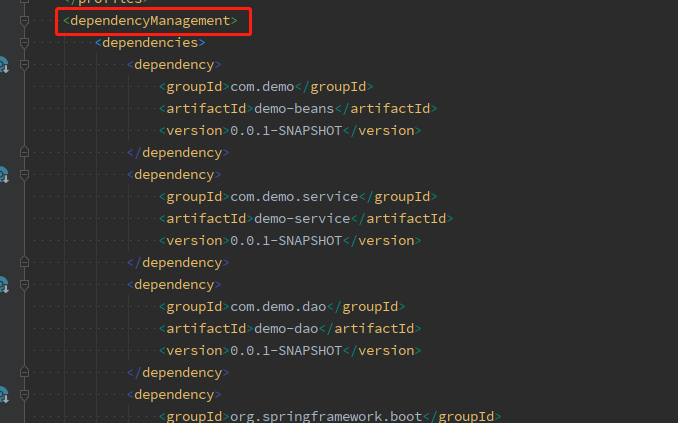 </profiles>
<dependencyManagement>
<dependencies>
<dependency>
<groupId>com.demo</groupId>
<artifactId>demo-beans</artifactId>
<version>0.0.1-SNAPSHOT</version>
</dependency>
<dependency>
<groupId>com.demo.service</groupId>
<artifactId>demo-service</artifactId>
<version>0.0.1-SNAPSHOT</version>
</dependency>
<dependency>
<groupId>com.demo.dao</groupId>
<artifactId>demo-dao</artifactId>
<version>0.0.1-SNAPSHOT</version>
</dependency>
<dependency>
<groupId>org.springframework.boot</groupId>